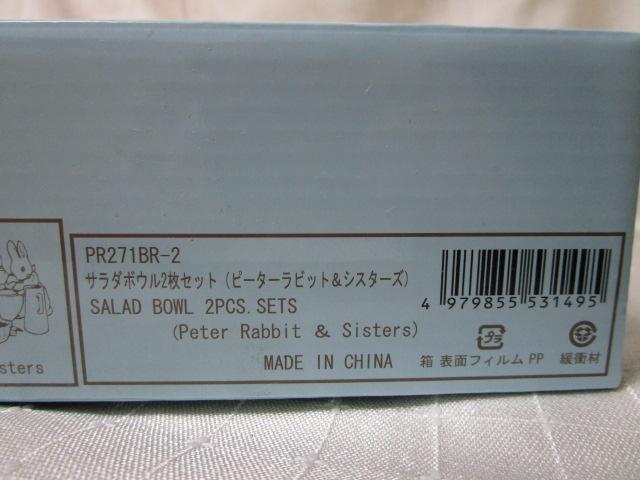 PR271BR-2
サラダボウル2枚セット(ピーターラビット&シスターズ)
SALAD BOWL 2PCS. SETS
(Peter Rabbit & Sisters)
MADE IN CHINA
4 979855 531495
プラ
箱 表面フィルム PP 緩衝材
sters